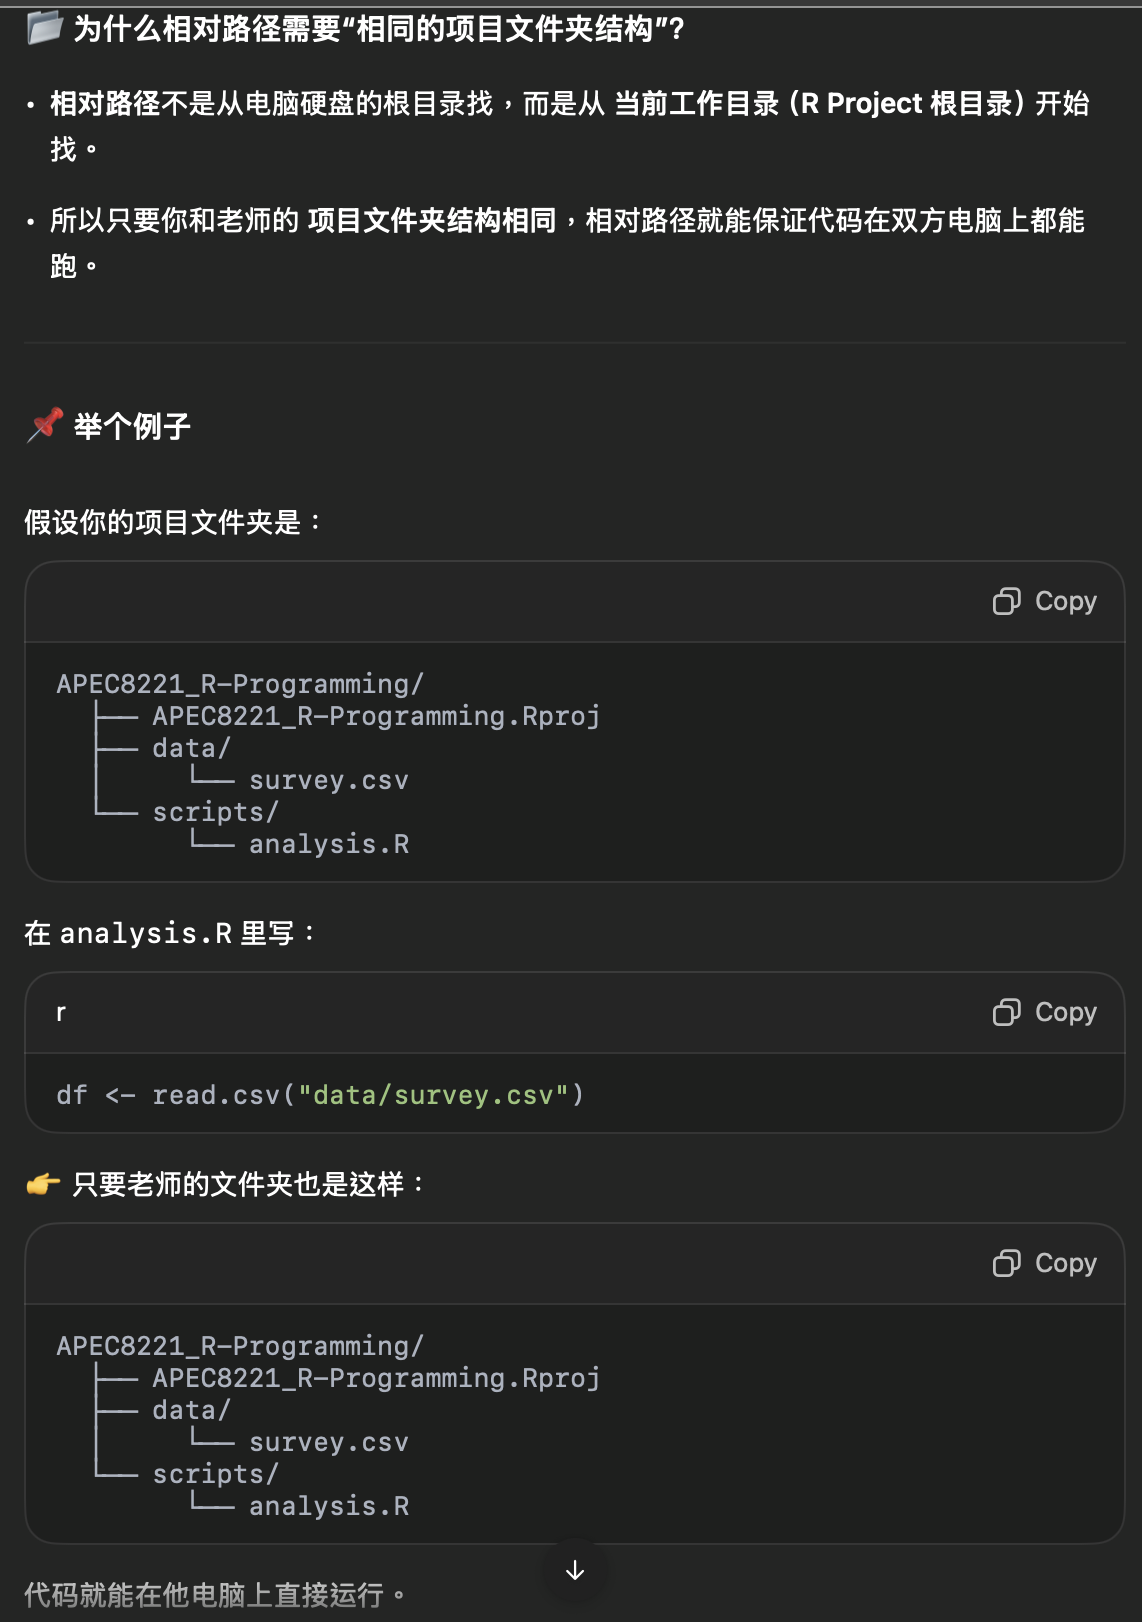 📂 为什么相对路径需要“相同的项目文件夹结构”？
• 相对路径不是从电脑硬盘的根目录找，而是从 当前工作目录（R Project 根目录）开始
找。
• 所以只要你和老师的 项目文件夹结构相同，相对路径就能保证代码在双方电脑上都能
跑。
📌 举个例子
假设你的项目文件夹是：
Copy
APEC8221_R-Programming/
├── APEC8221_R-Programming.Rproj
├── data/
│     └── survey.csv
└── scripts/
      └── analysis.R
在 analysis.R 里写：
r Copy
df <- read.csv("data/survey.csv")
👉 只要老师的文件夹也是这样：
Copy
APEC8221_R-Programming/
├── APEC8221_R-Programming.Rproj
├── data/
│     └── survey.csv
└── scripts/
      └── analysis.R
代码就能在他电脑上直接运行。